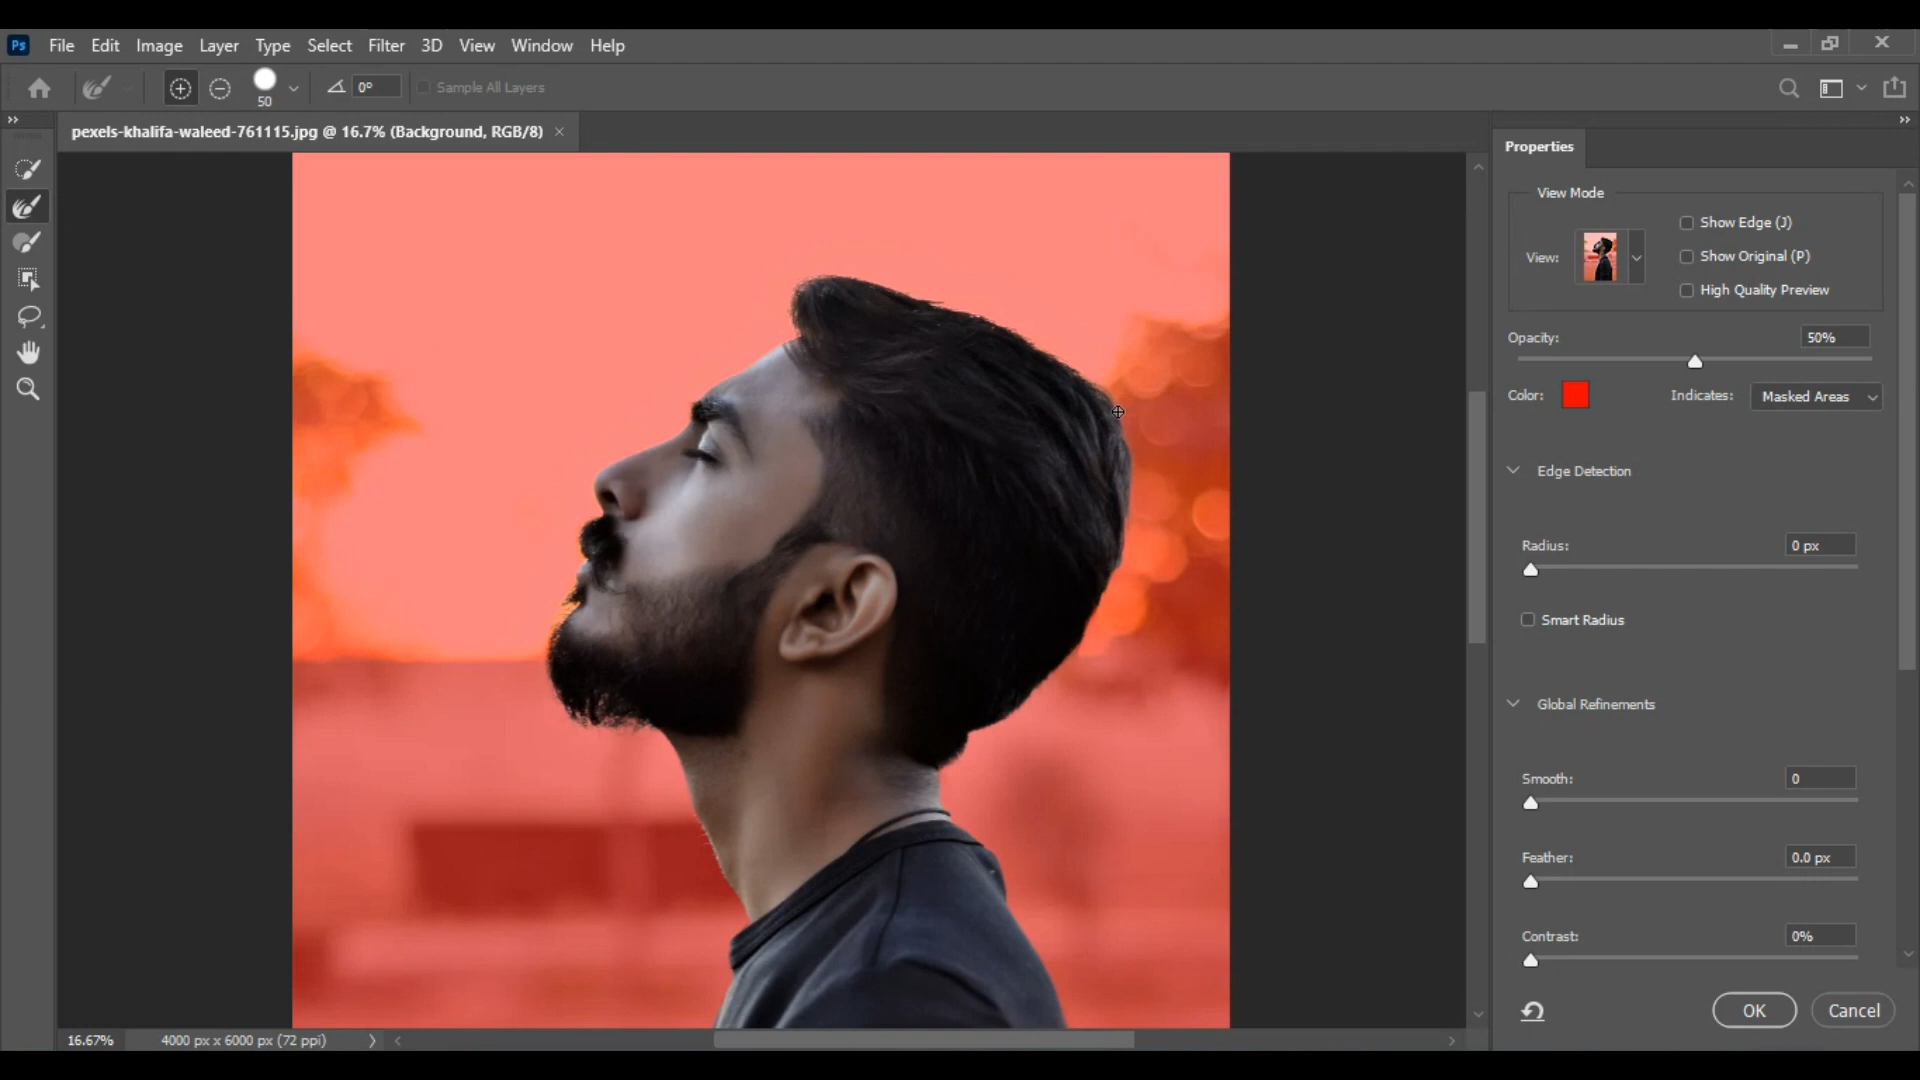 Ps File Edit Image Layer Type Select Filter 3D View Window Help
50 0° Sample All Layers
pexels-khalifa-waleed-761115.jpg @ 16.7% (Background, RGB/8) ×
Properties
View Mode
View:
Show Edge (J)
Show Original (P)
High Quality Preview
Opacity: 50%
Color: Indicates: Masked Areas
Edge Detection
Radius: 0 px
Smart Radius
Global Refinements
Smooth: 0
Feather: 0.0 px
Contrast: 0%
OK Cancel
16.67% 4000 px x 6000 px (72 ppi)